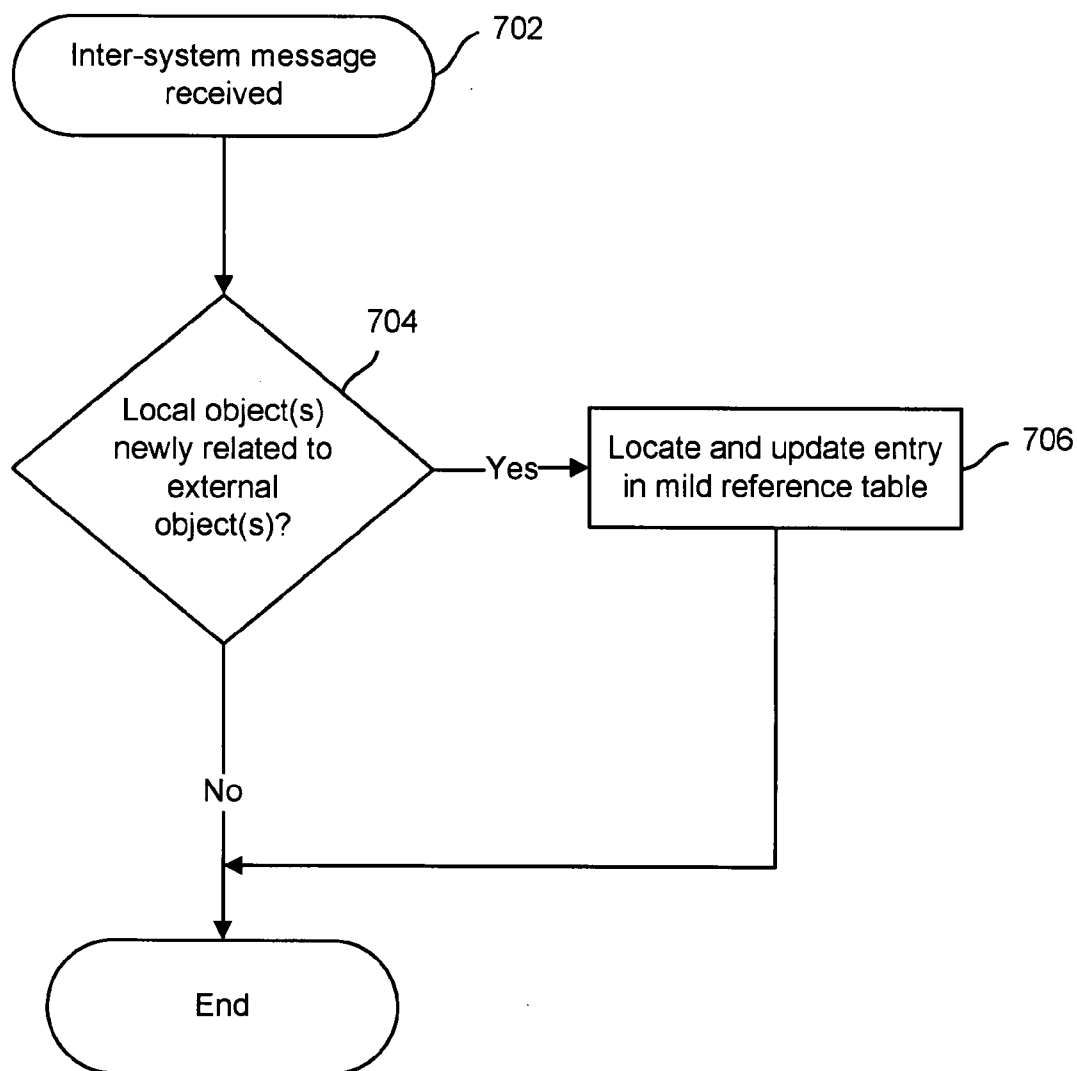 Inter-system message
received
702
704
Local object(s)
newly related to
external
object(s)?
Yes
Locate and update entry
in mild reference table
706
No
End